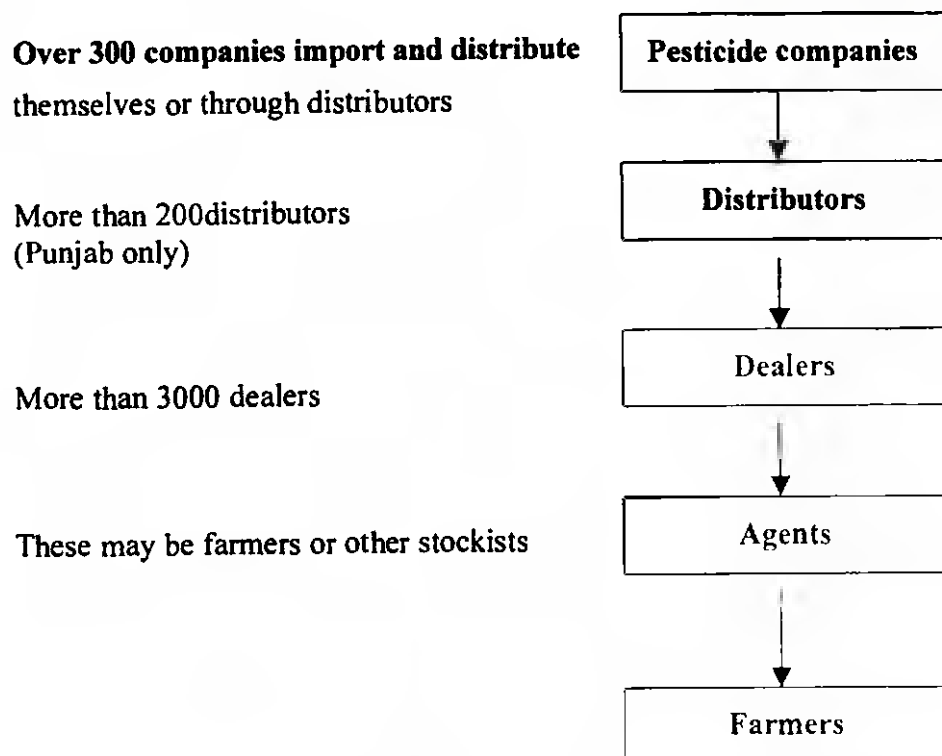 Over 300 companies import and distribute
themselves or through distributors
Pesticide companies
More than 200distributors
(Punjab only)
Distributors
More than 3000 dealers
Dealers
These may be farmers or other stockists
Agents
Farmers